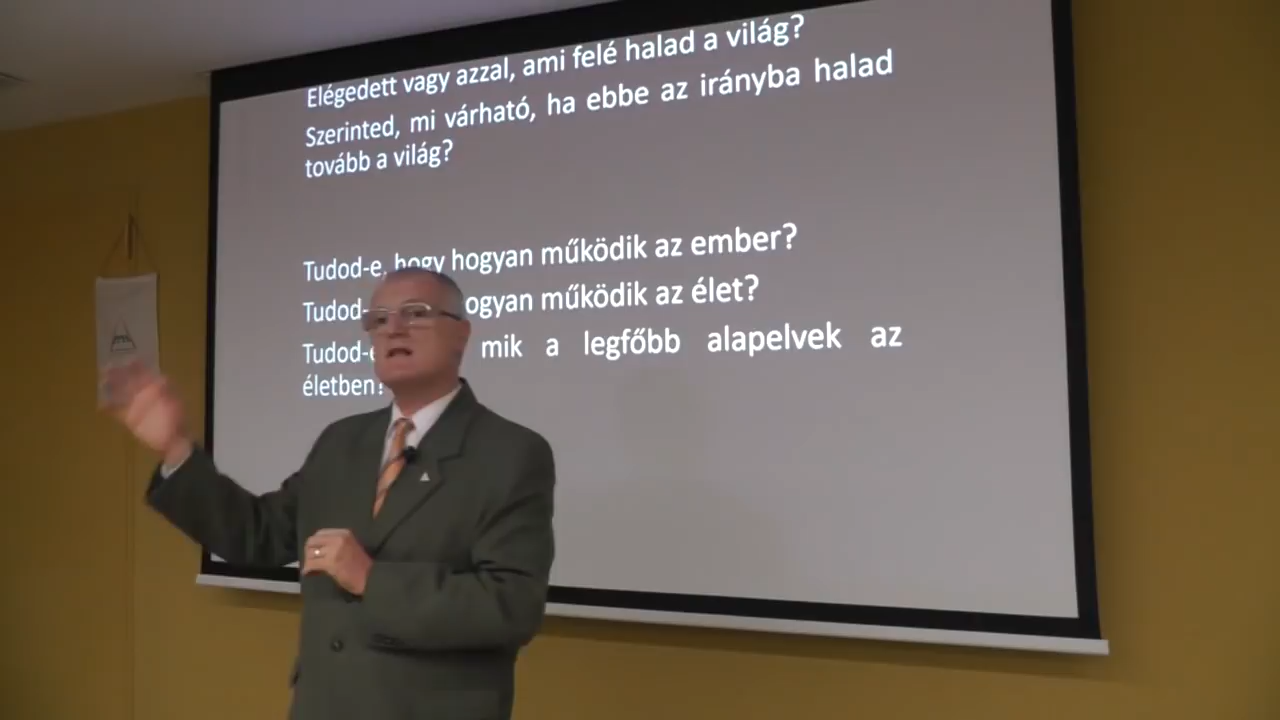 Elégedett vagy azzal, ami felé halad a világ?
Szerinted, mi várható, ha ebbe az irányba halad
tovább a világ?
Tudod-e, hogy hogyan működik az ember?
Tudod- ogyan működik az élet?
Tudod-e mik a legfőbb alapelvek az
életben?